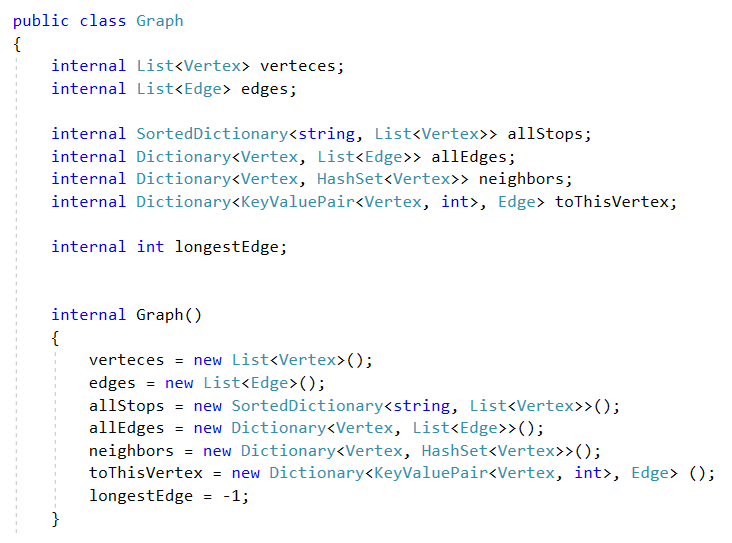 public class Graph
{
internal List<Vertex> verteces;
internal List<Edge> edges;
internal SortedDictionary<string, List<Vertex>> allStops;
internal Dictionary<Vertex, List<Edge>> allEdges;
internal Dictionary<Vertex, HashSet<Vertex>> neighbors;
internal Dictionary<KeyValuePair<Vertex, int>, Edge> toThisVertex;
internal int longestEdge;
internal Graph()
{
verteces = new List<Vertex>();
edges = new List<Edge>();
allStops = new SortedDictionary<string, List<Vertex>>();
allEdges = new Dictionary<Vertex, List<Edge>>();
neighbors = new Dictionary<Vertex, HashSet<Vertex>>();
toThisVertex = new Dictionary<KeyValuePair<Vertex, int>, Edge> ();
longestEdge = -1;
}